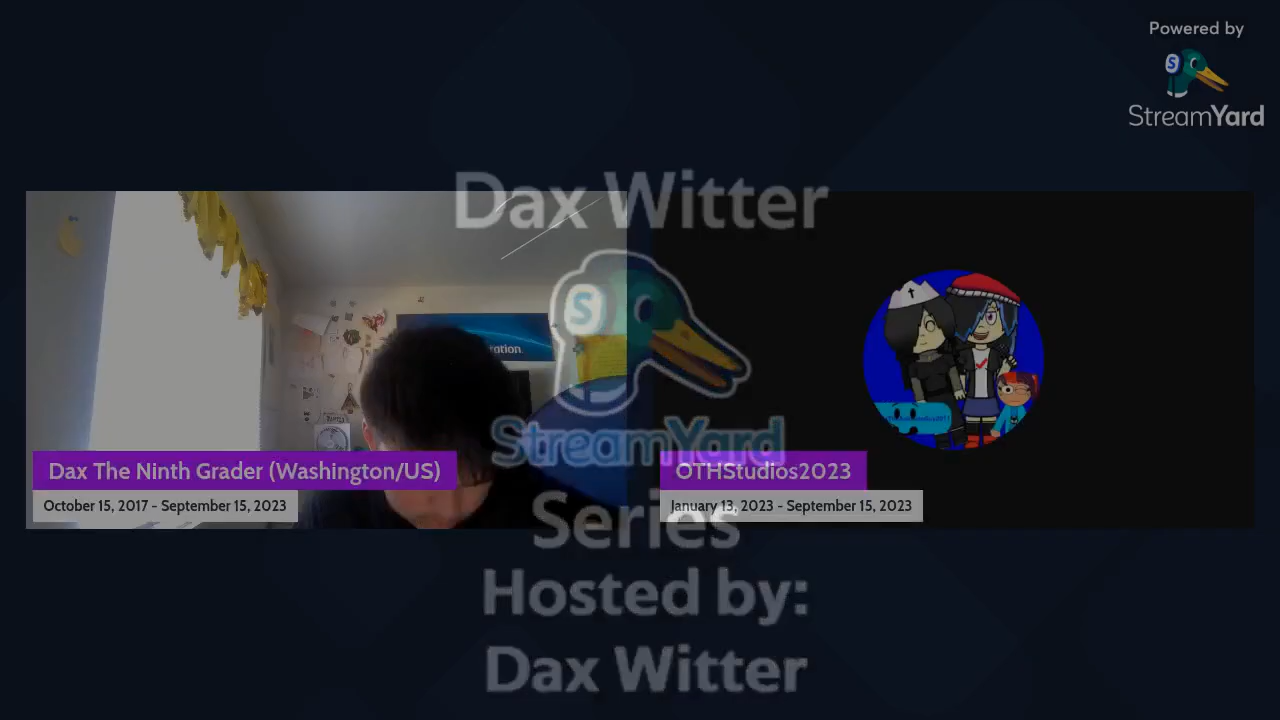 Powered by
S
StreamYard
Dax Witter
S
StreamYard
Series
Hosted by:
Dax Witter
Dax The Ninth Grader (Washington/US)
October 15, 2017 - September 15, 2023
OTHStudios2023
January 13, 2023 - September 15, 2023